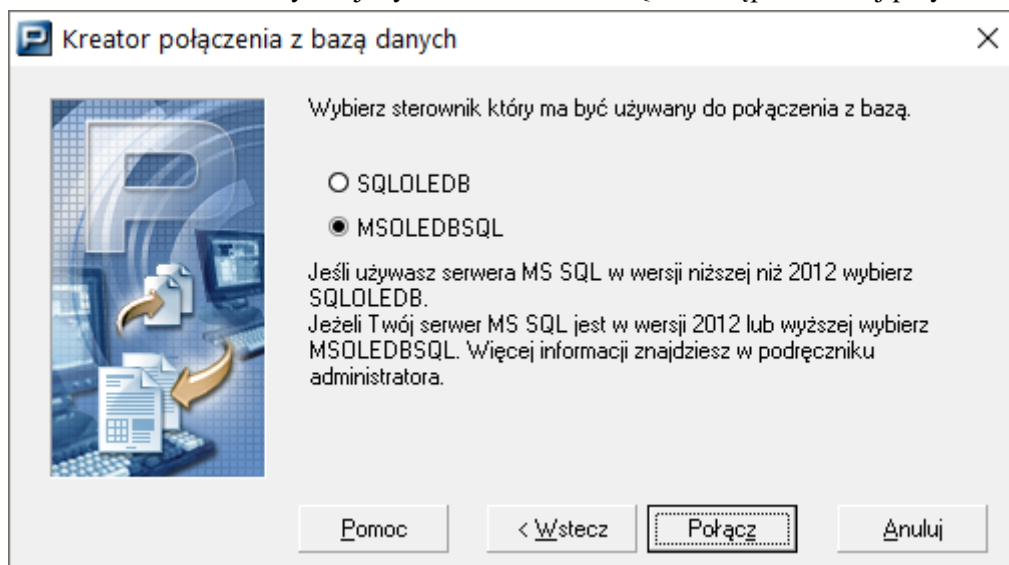 Kreator połączenia z bazą danych
Wybierz sterownik który ma być używany do połączenia z bazą.
SQLOLEDB
MSOLEDBSQL
Jeśli używasz serwera MS SQL w wersji niższej niż 2012 wybierz
SQLOLEDB.
Jeżeli Twój serwer MS SQL jest w wersji 2012 lub wyższej wybierz
MSOLEDBSQL. Więcej informacji znajdziesz w podręczniku
administratora.
Pomoc
< Wstecz
Połącz
Anuluj